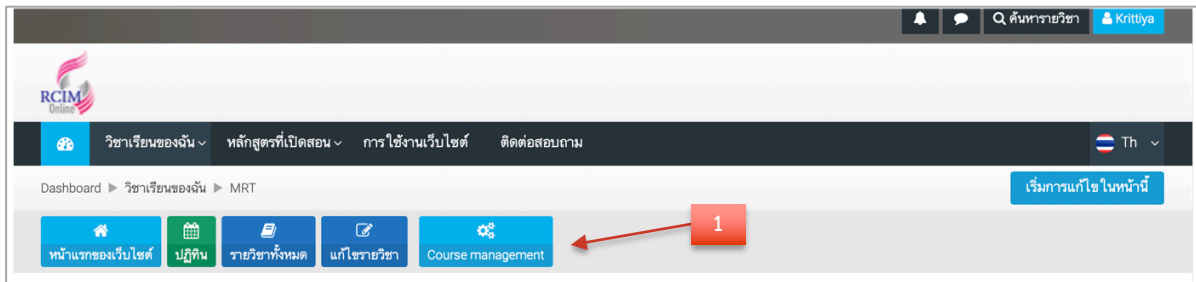 ค้นหารายวิชา Krittiya
RCIM
Online
วิชาเรียนของฉัน หลักสูตรที่เปิดสอน การใช้งานเว็บไซต์ ติดต่อสอบถาม Th
Dashboard ▶ วิชาเรียนของฉัน ▶ MRT เริ่มการแก้ไขในหน้านี้
1
หน้าแรกของเว็บไซต์ ปฏิทิน รายวิชาทั้งหมด แก้ไขรายวิชา Course management